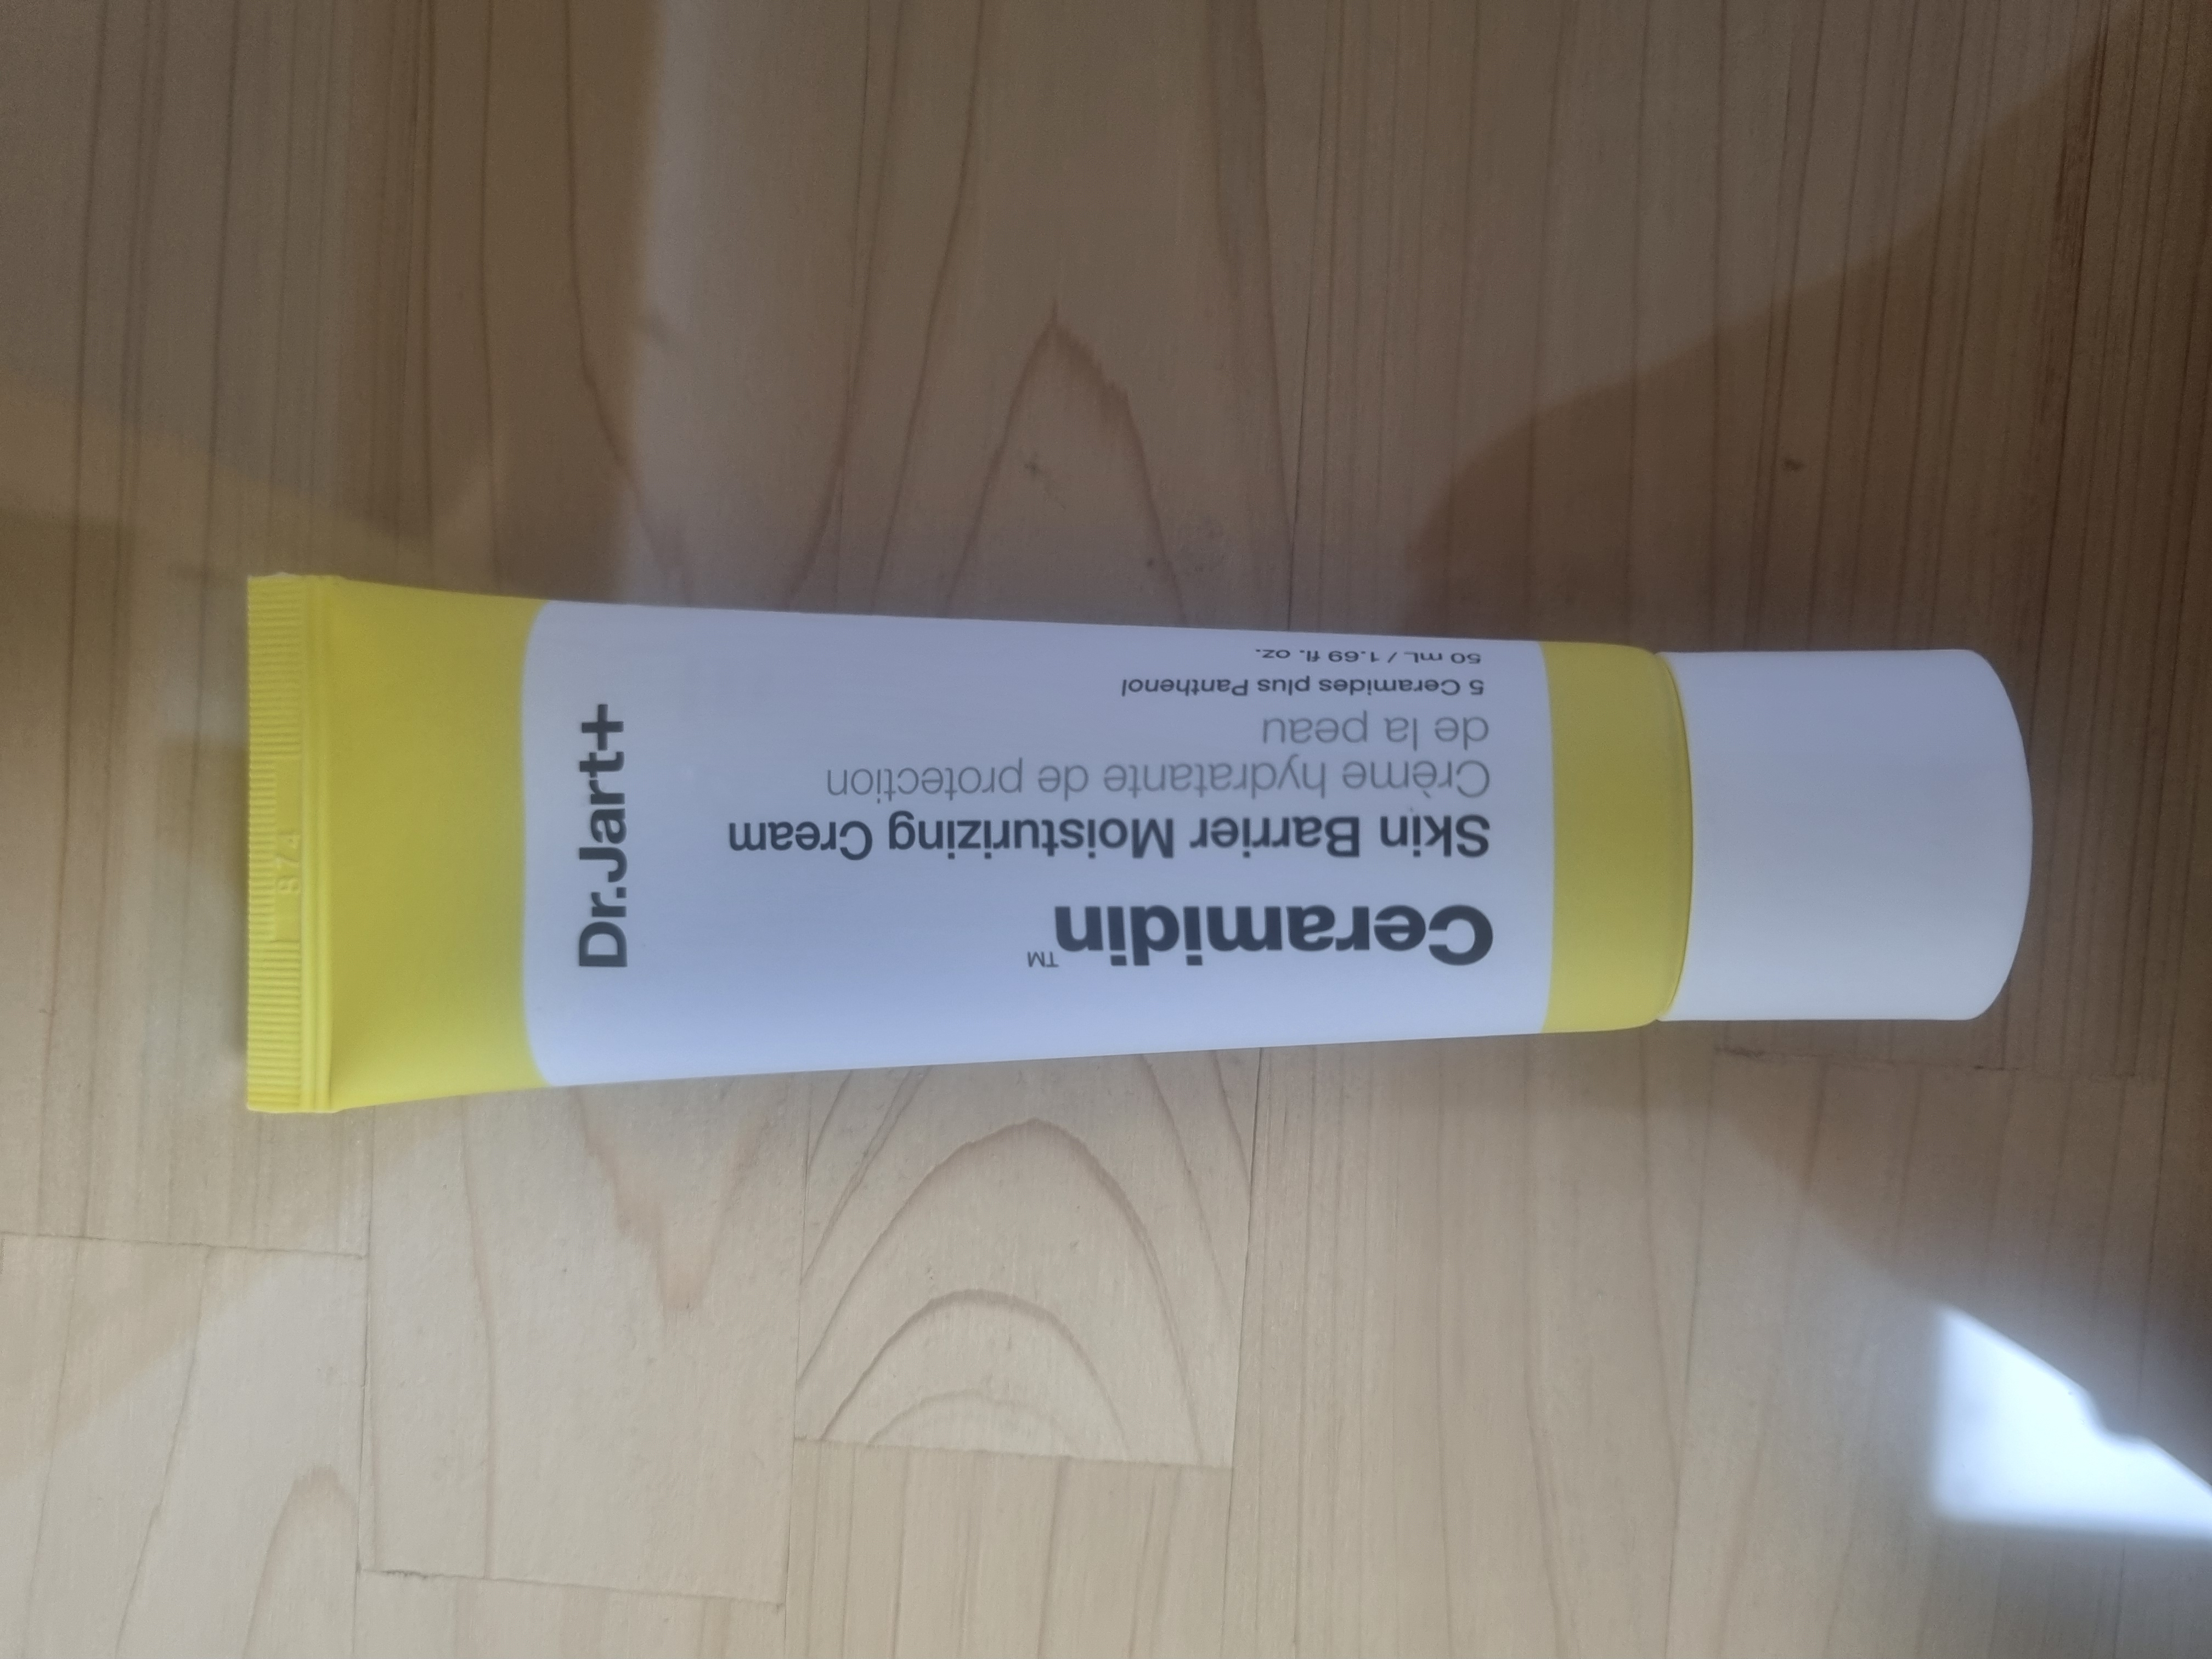 Dr.Jart+
Ceramidin™
Skin Barrier Moisturizing Cream
Crème hydratante de protection
de la peau
5 Ceramides plus Panthenol
50 mL / 1.69 fl. oz.